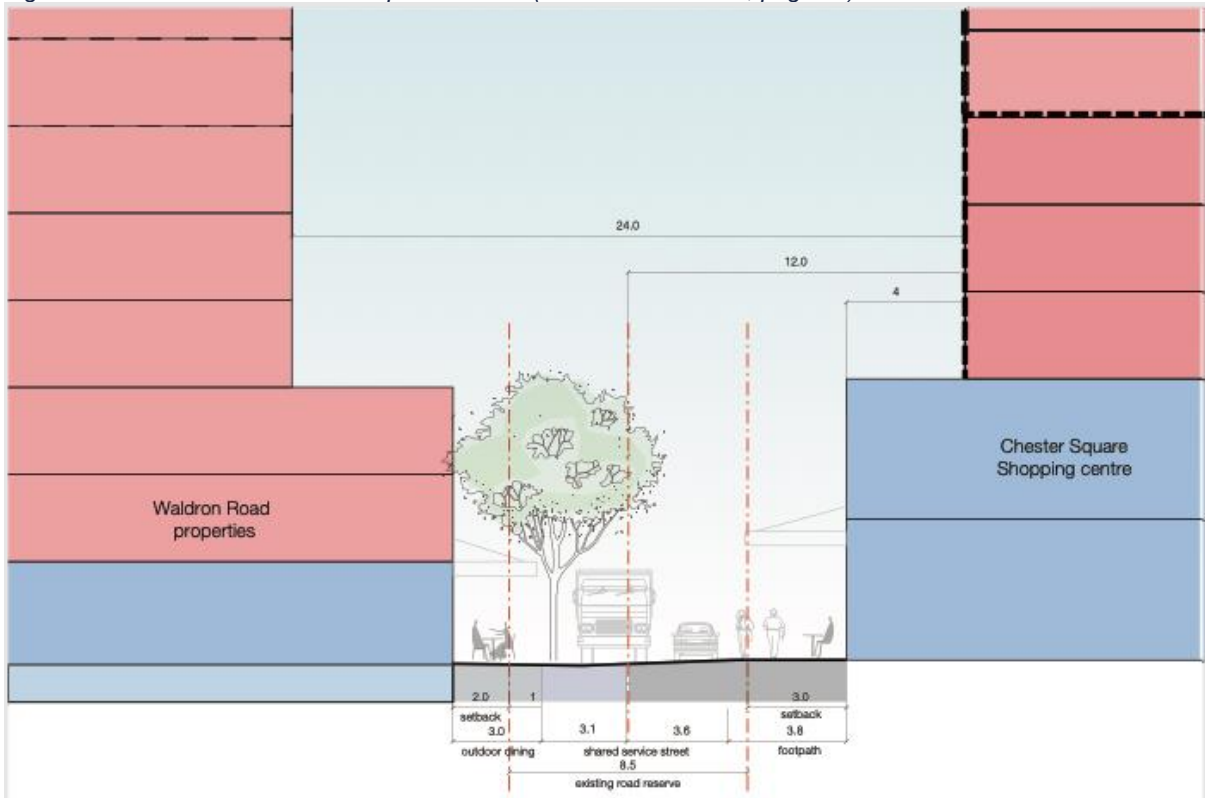 24.0
12.0
4
Chester Square
Shopping centre
Waldron Road
properties
2.0
1
3.0
setback
setback
3.0
3.1
3.6
3.8
outdoor dining
shared service street
footpath
8.5
existing road reserve